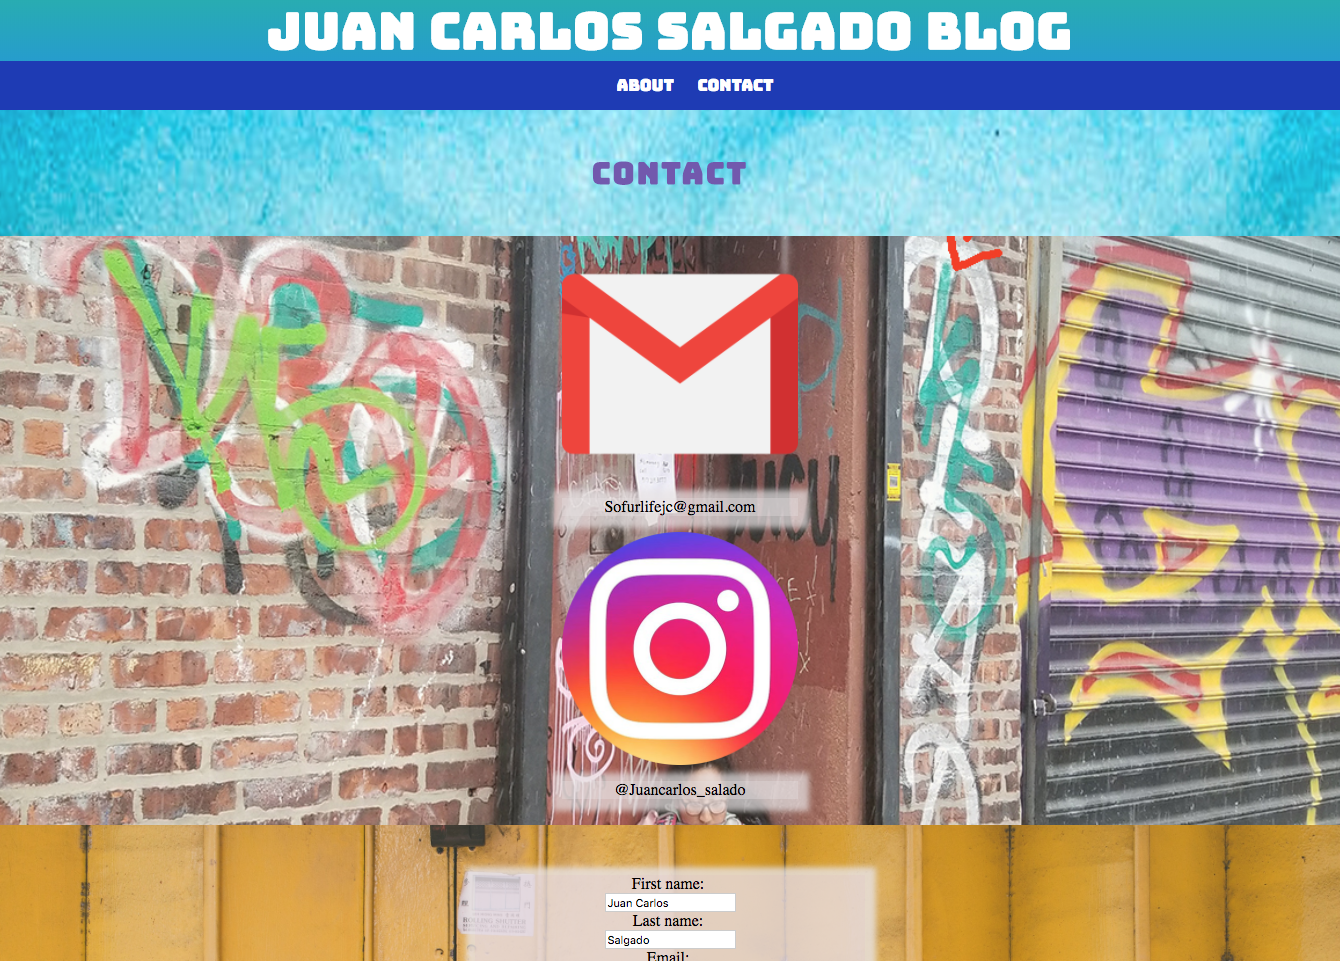 JUAN CARLOS SALGADO BLOG
ABOUT CONTACT
CONTACT
Sofurlifejc@gmail.com
@Juancarlos_salado
First name:
Juan Carlos
Last name:
Salgado
Email: